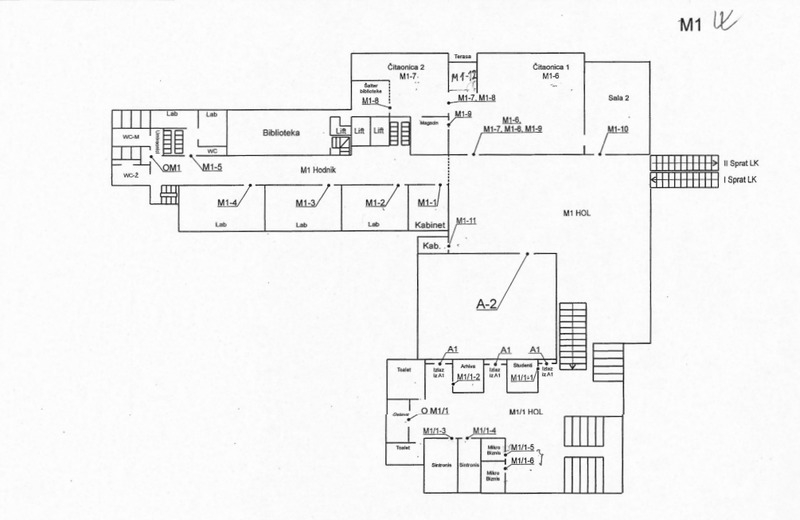 M1
Terasa
Čitaonica 2
M1-7
Čitaonica 1
M1-6
M1-17
Šalter
biblioteka
M1-8
Sala 2
M1-7, M1-8
M1-9
Magacin
M1-6,
M1-7, M1-8, M1-9
M1-10
Lab
Lab
Biblioteka
Lift
Lift
Lift
WC-M
WC
WC-Ž
OM1
M1-5
M1 Hodnik
II Sprat LK
I Sprat LK
M1-4
M1-3
M1-2
M1-1
Lab
Lab
Lab
Kabinet
M1 HOL
M1-11
Kab.
A-2
A1
A1
A1
Toalet
Izlaz
iz A1
Arhiva
M1/1-2
Izlaz
iz A1
Studenti
M1/1-1
Izlaz
iz A1
O M1/1
M1/1 HOL
Toalet
M1/1-3
M1/1-4
Mikro
Biznis
M1/1-5
M1/1-6
Sintronis
Sintronis
Mikro
Biznis